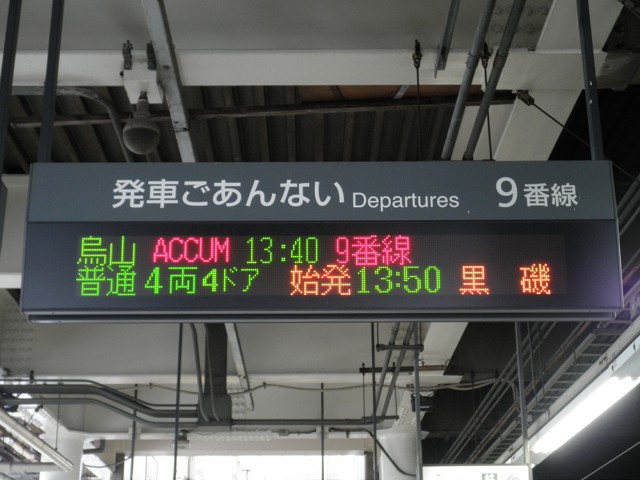 発車ごあんない Departures 9番線
烏山 ACCUM 13:40 9番線
普通 4両4ドア 始発 13:50 黒 磯